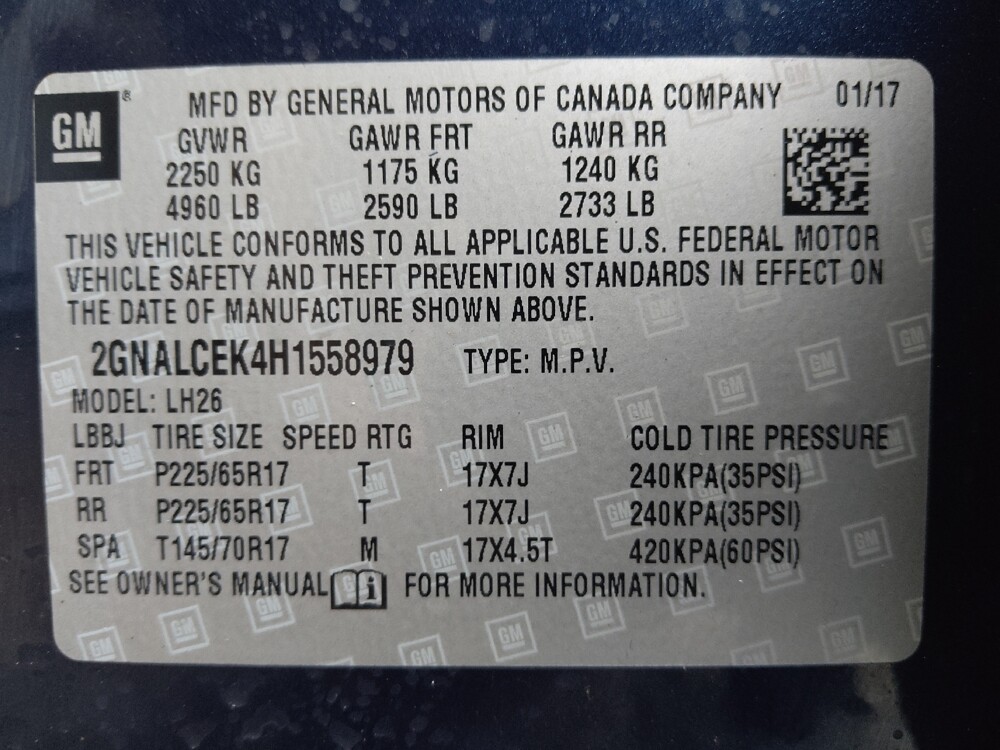 GM ®
MFD BY GENERAL MOTORS OF CANADA COMPANY 01/17
GVWR GAWR FRT GAWR RR
2250 KG 1175 KG 1240 KG
4960 LB 2590 LB 2733 LB
THIS VEHICLE CONFORMS TO ALL APPLICABLE U.S. FEDERAL MOTOR
VEHICLE SAFETY AND THEFT PREVENTION STANDARDS IN EFFECT ON
THE DATE OF MANUFACTURE SHOWN ABOVE.
2GNALCEK4H1558979 TYPE: M.P.V.
MODEL: LH26
LBBJ TIRE SIZE SPEED RTG RIM COLD TIRE PRESSURE
FRT P225/65R17 T 17X7J 240KPA(35PSI)
RR P225/65R17 T 17X7J 240KPA(35PSI)
SPA T145/70R17 M 17X4.5T 420KPA(60PSI)
SEE OWNER'S MANUAL i FOR MORE INFORMATION.